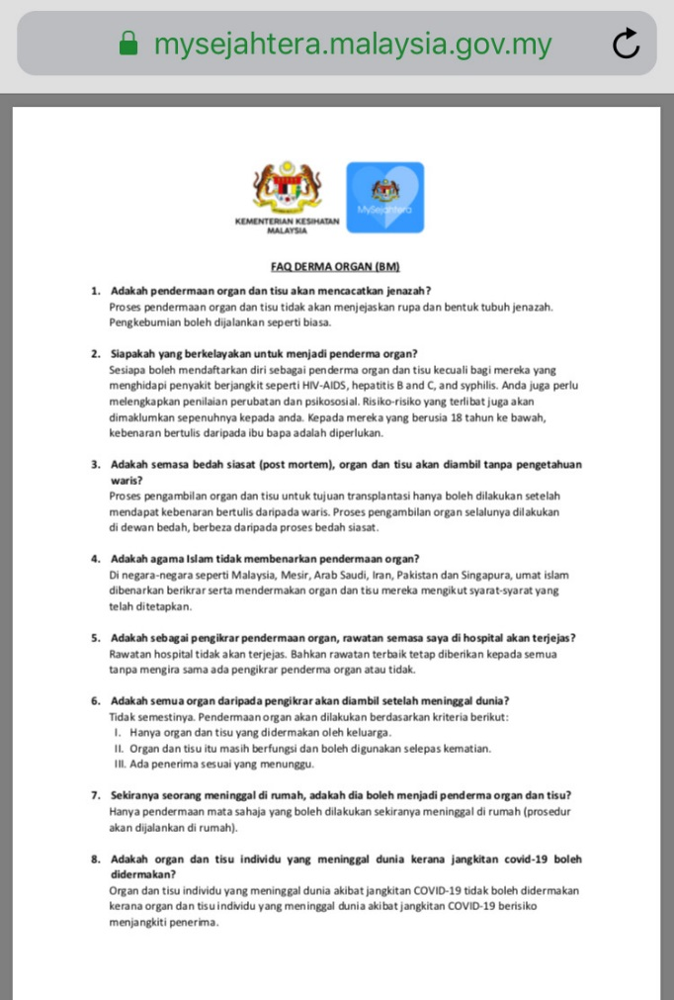 mysejahtera.malaysia.gov.my
KEMENTERIAN KESIHATAN
MALAYSIA
MySejahtera
FAQ DERMA ORGAN (BM)
1. Adakah pendermaan organ dan tisu akan mencacatkan jenazah?
Proses pendermaan organ dan tisu tidak akan menjejaskan rupa dan bentuk tubuh jenazah.
Pengkebumian boleh dijalankan seperti biasa.
2. Siapakah yang berkelayakan untuk menjadi penderma organ?
Sesiapa boleh mendaftarkan diri sebagai penderma organ dan tisu kecuali bagi mereka yang
menghidapi penyakit berjangkit seperti HIV-AIDS, hepatitis B and C, and syphilis. Anda juga perlu
melengkapkan penilaian perubatan dan psikososial. Risiko-risiko yang terlibat juga akan
dimaklumkan sepenuhnya kepada anda. Kepada mereka yang berusia 18 tahun ke bawah,
kebenaran bertulis daripada ibu bapa adalah diperlukan.
3. Adakah semasa bedah siasat (post mortem), organ dan tisu akan diambil tanpa pengetahuan
waris?
Proses pengambilan organ dan tisu untuk tujuan transplantasi hanya boleh dilakukan setelah
mendapat kebenaran bertulis daripada waris. Proses pengambilan organ selalunya dilakukan
di dewan bedah, berbeza daripada proses bedah siasat.
4. Adakah agama Islam tidak membenarkan pendermaan organ?
Di negara-negara seperti Malaysia, Mesir, Arab Saudi, Iran, Pakistan dan Singapura, umat islam
dibenarkan berikrar serta mendermakan organ dan tisu mereka mengikut syarat-syarat yang
telah ditetapkan.
5. Adakah sebagai pengikrar pendermaan organ, rawatan semasa saya di hospital akan terjejas?
Rawatan hospital tidak akan terjejas. Bahkan rawatan terbaik tetap diberikan kepada semua
tanpa mengira sama ada pengikrar penderma organ atau tidak.
6. Adakah semua organ daripada pengikrar akan diambil setelah meninggal dunia?
Tidak semestinya. Pendermaan organ akan dilakukan berdasarkan kriteria berikut:
I. Hanya organ dan tisu yang didermakan oleh keluarga.
II. Organ dan tisu itu masih berfungsi dan boleh digunakan selepas kematian.
III. Ada penerima sesuai yang menunggu.
7. Sekiranya seorang meninggal di rumah, adakah dia boleh menjadi penderma organ dan tisu?
Hanya pendermaan mata sahaja yang boleh dilakukan sekiranya meninggal di rumah (prosedur
akan dijalankan di rumah).
8. Adakah organ dan tisu individu yang meninggal dunia kerana jangkitan covid-19 boleh
didermakan?
Organ dan tisu individu yang meninggal dunia akibat jangkitan COVID-19 tidak boleh didermakan
kerana organ dan tisu individu yang meninggal dunia akibat jangkitan COVID-19 berisiko
menjangkiti penerima.